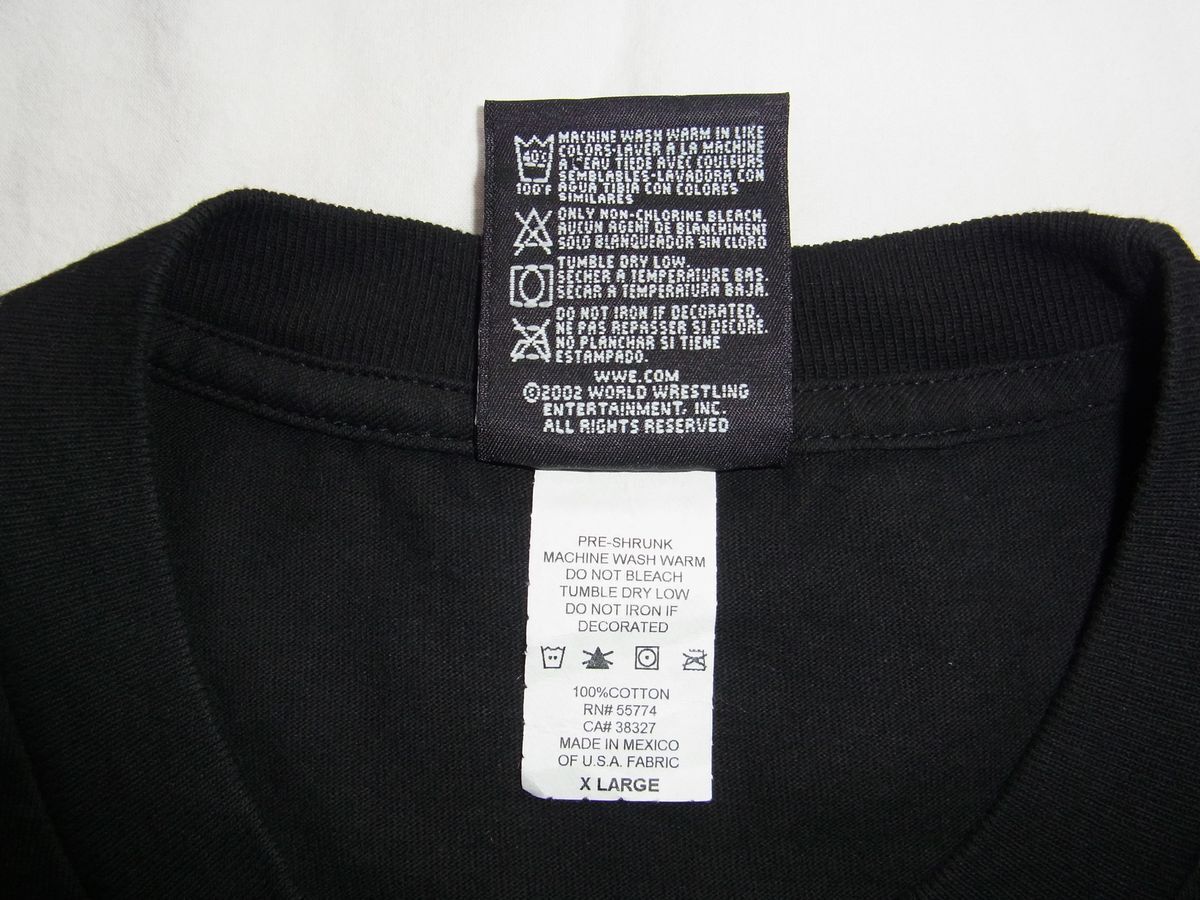 MACHINE WASH WARM IN LIKE
COLORS-LAVER A LA MACHINE
A L'EAU TIEDE AVEC COULEURS
SEMBLABLES-LAVADORA CON
AGUA TIBIA CON COLORES
SIMILARES
40°C
100°F
ONLY NON-CHLORINE BLEACH.
AUCUN AGENT DE BLANCHIMENT
SOLO BLANQUEADOR SIN CLORO
TUMBLE DRY LOW.
SECHER A TEMPERATURE BAS.
SECAR A TEMPERATURA BAJA.
DO NOT IRON IF DECORATED.
NE PAS REPASSER SI DECORE.
NO PLANCHAR SI TIENE
ESTAMPADO.
WWE.COM
©2002 WORLD WRESTLING
ENTERTAINMENT, INC.
ALL RIGHTS RESERVED
PRE-SHRUNK
MACHINE WASH WARM
DO NOT BLEACH
TUMBLE DRY LOW
DO NOT IRON IF
DECORATED
100%COTTON
RN# 55774
CA# 38327
MADE IN MEXICO
OF U.S.A. FABRIC
X LARGE